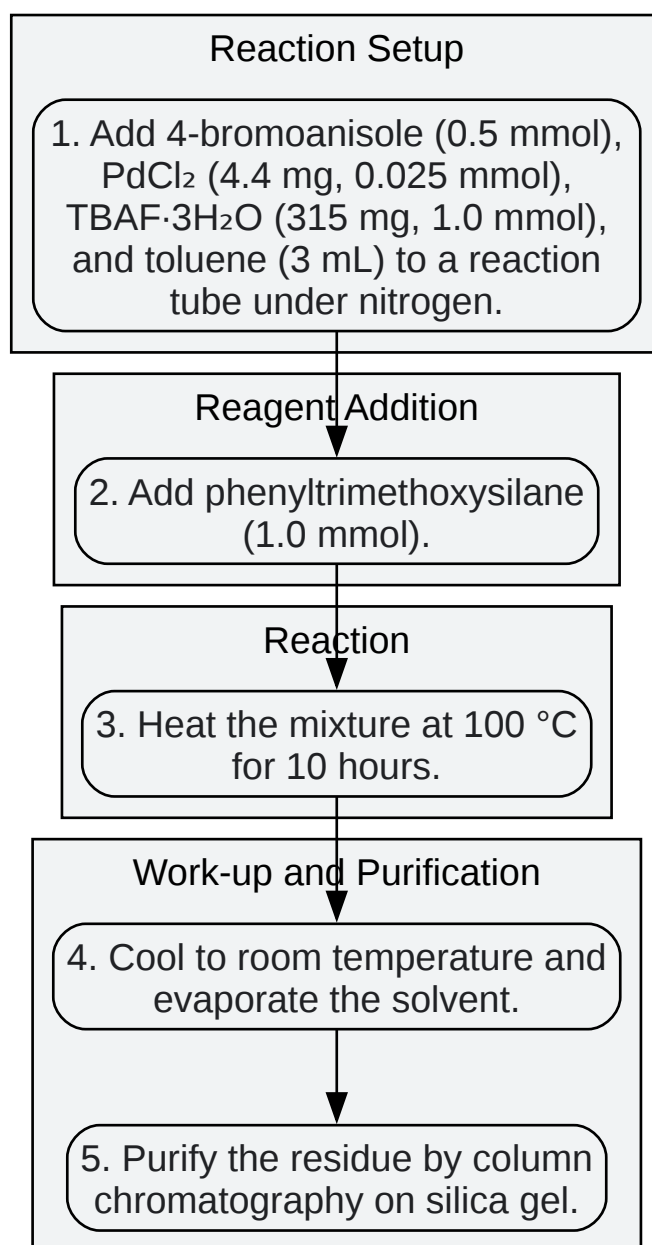 Reaction Setup
1. Add 4-bromoanisole (0.5 mmol),
PdCl₂ (4.4 mg, 0.025 mmol),
TBAF·3H₂O (315 mg, 1.0 mmol),
and toluene (3 mL) to a reaction
tube under nitrogen.
Reagent Addition
2. Add phenyltrimethoxysilane
(1.0 mmol).
Reaction
3. Heat the mixture at 100 °C
for 10 hours.
Work-up and Purification
4. Cool to room temperature and
evaporate the solvent.
5. Purify the residue by column
chromatography on silica gel.